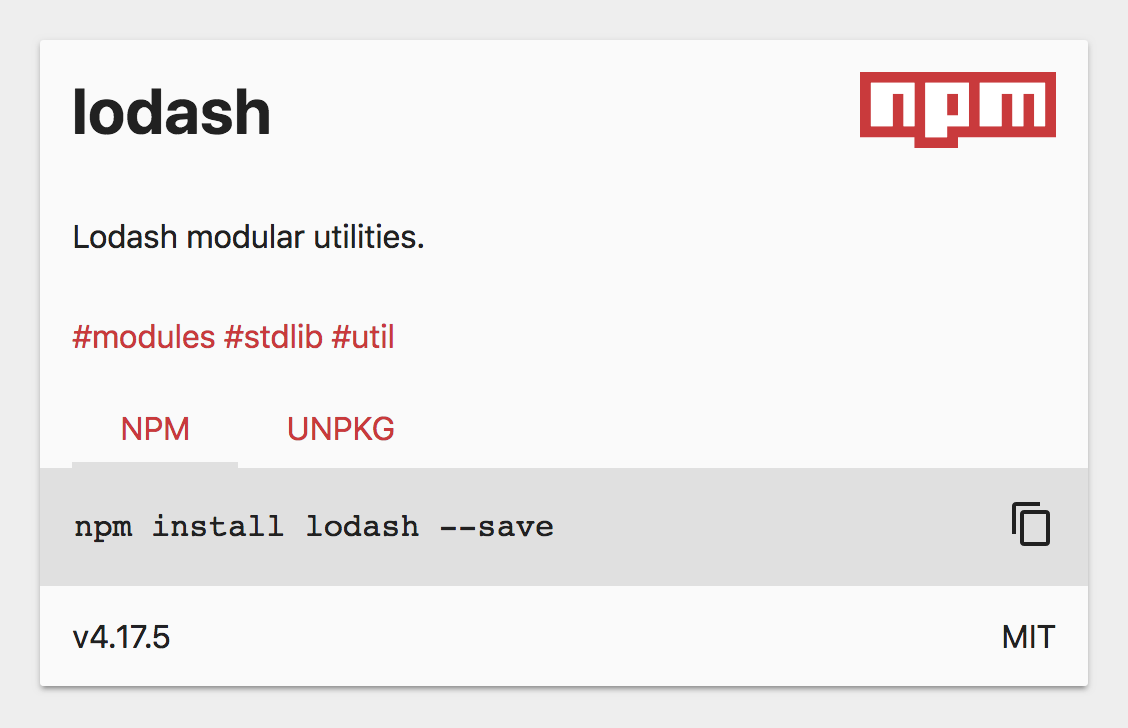 lodash
npm
Lodash modular utilities.
#modules #stdlib #util
NPM UNPKG
npm install lodash --save
v4.17.5
MIT